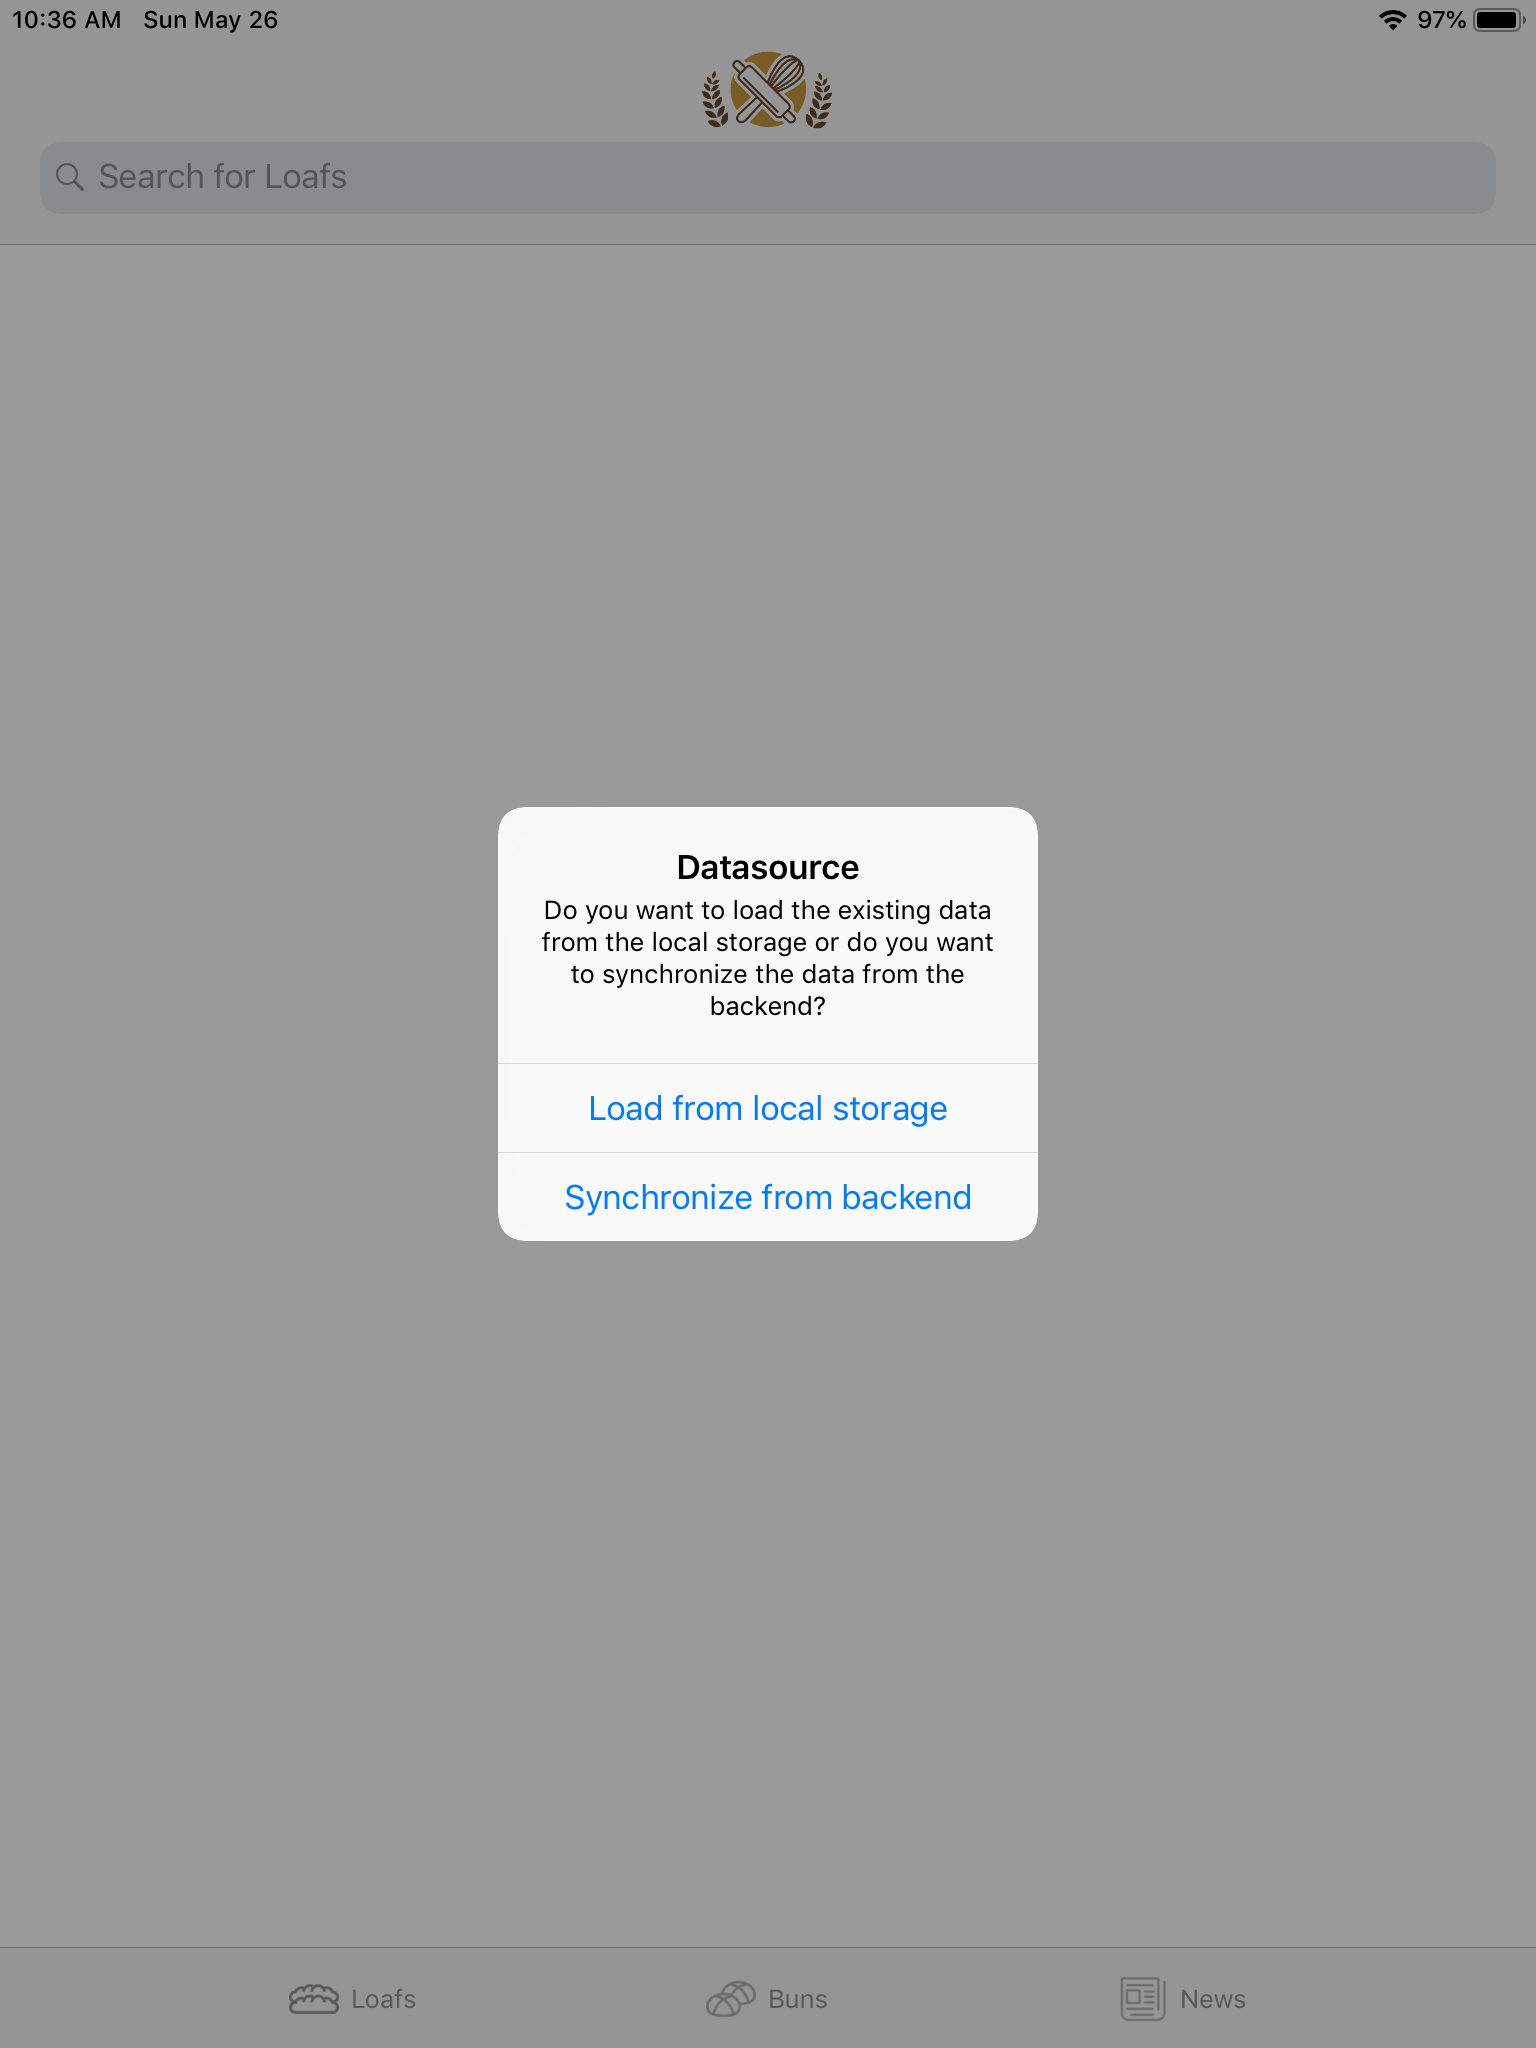 10:36 AM Sun May 26 97%
Search for Loafs
Datasource
Do you want to load the existing data
from the local storage or do you want
to synchronize the data from the
backend?
Load from local storage
Synchronize from backend
Loafs Buns News